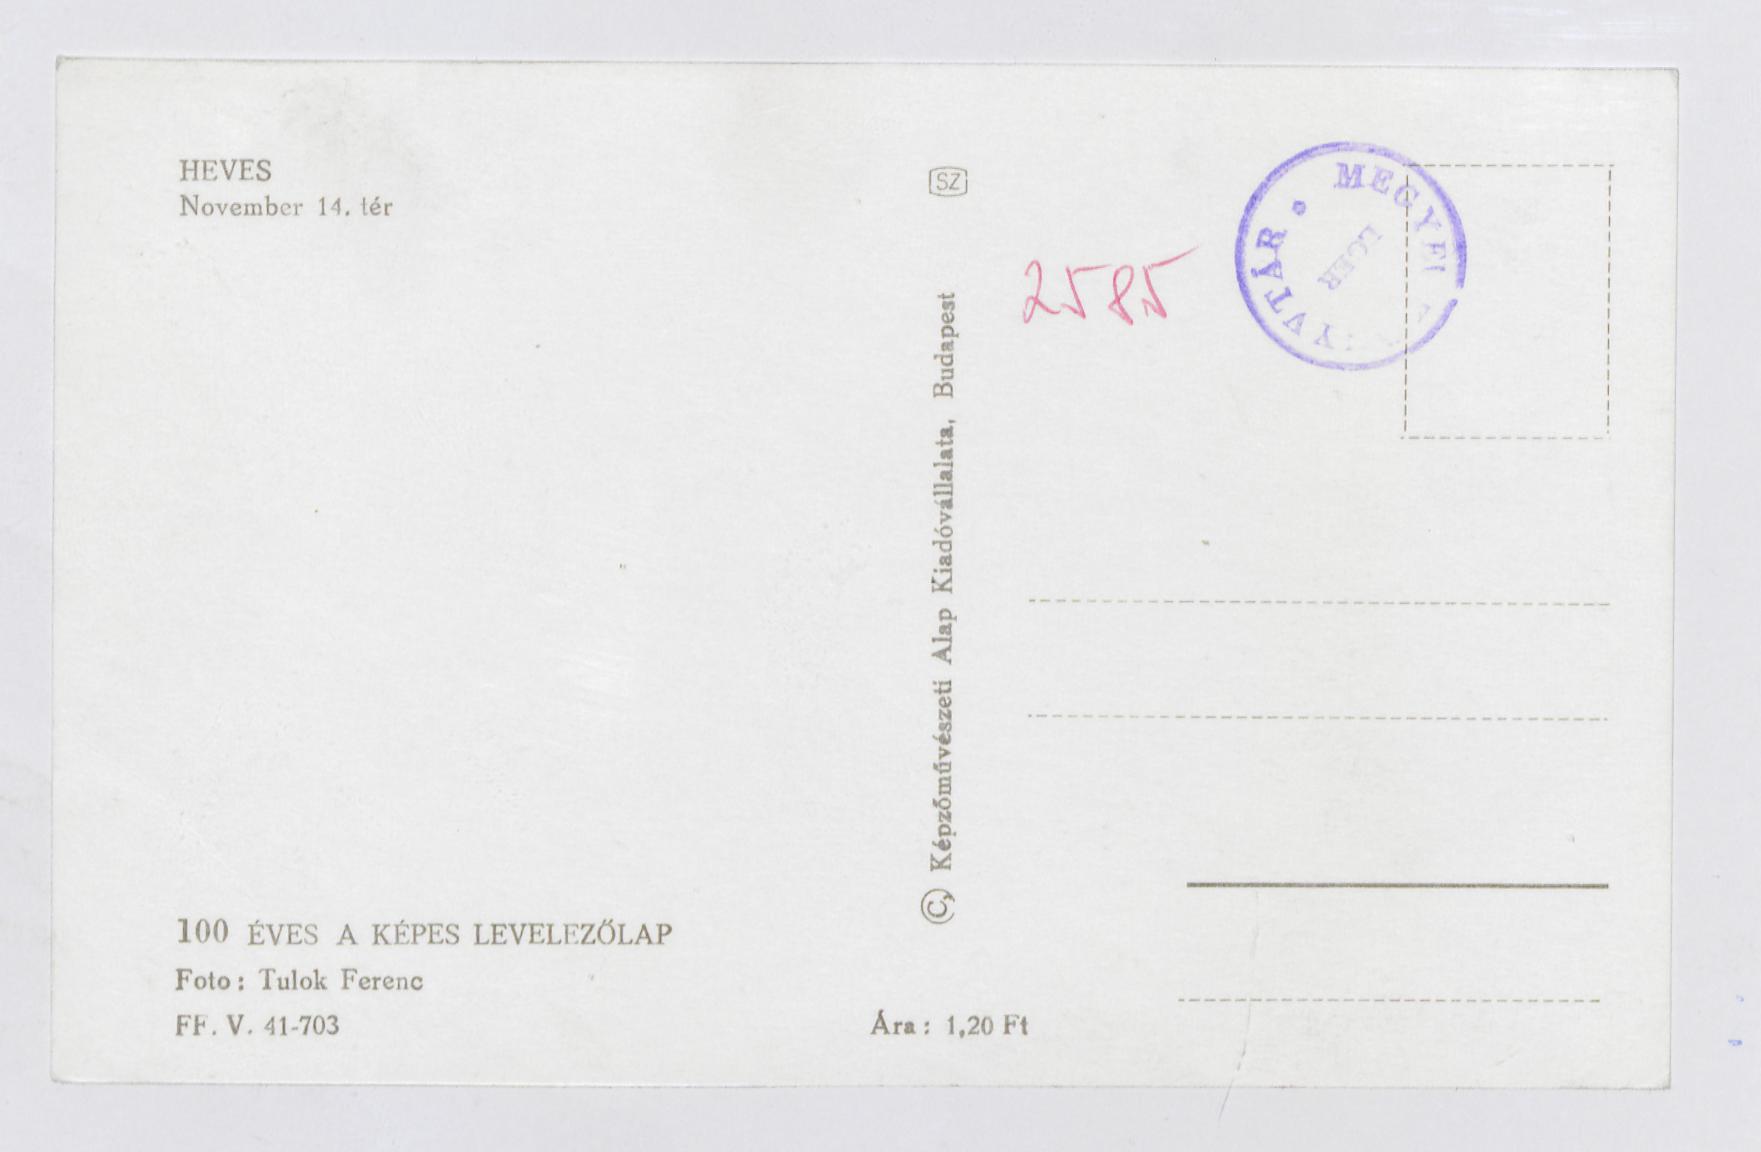 HEVES
November 14. tér
100 ÉVES A KÉPES LEVELEZŐLAP
Foto: Tulok Ferenc
FF. V. 41-703
SZ
© Képzőművészeti Alap Kiadóvállalata, Budapest
Ára: 1,20 Ft
2585
MEGYEI
EGER